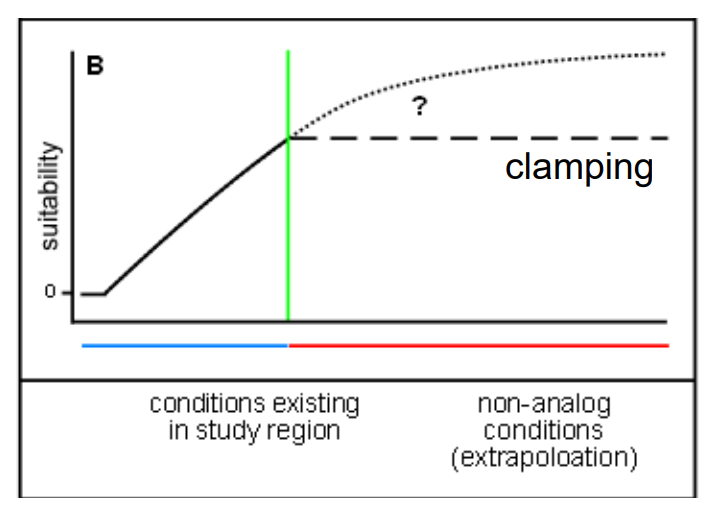 B
?
clamping
suitability
0
conditions existing
in study region
non-analog
conditions
(extrapoloation)